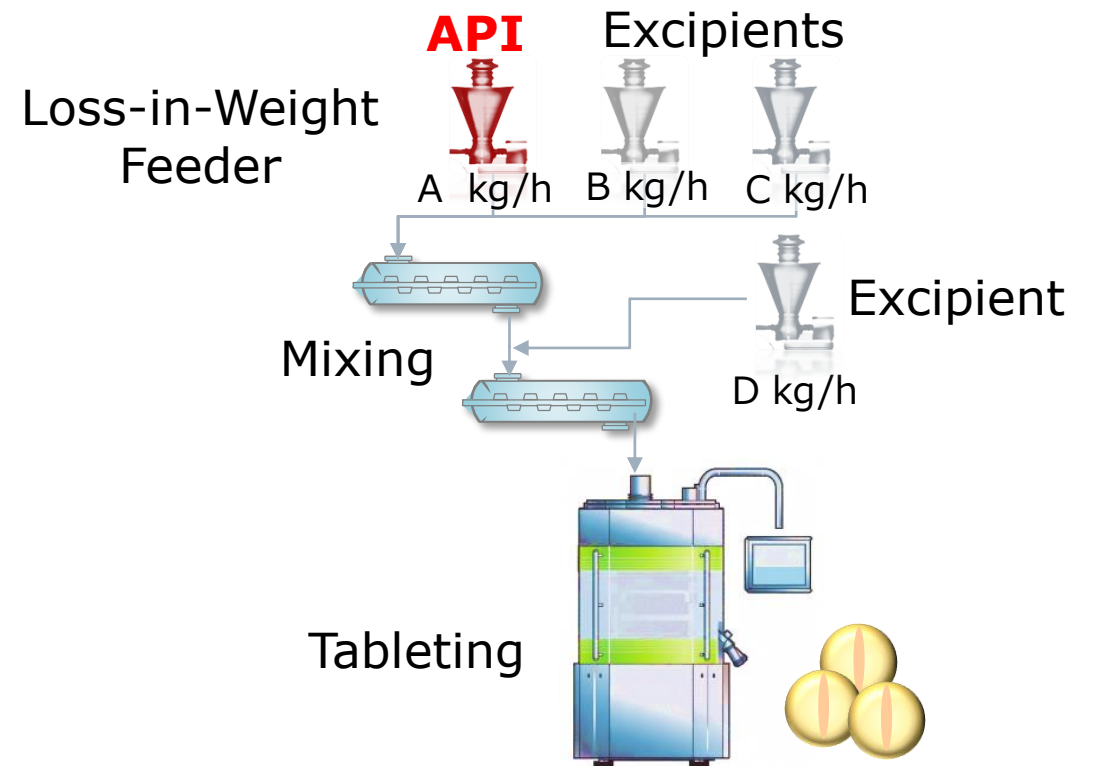 API
Excipients
Loss-in-Weight
Feeder
A  kg/h
B kg/h
C kg/h
Excipient
Mixing
D kg/h
Tableting